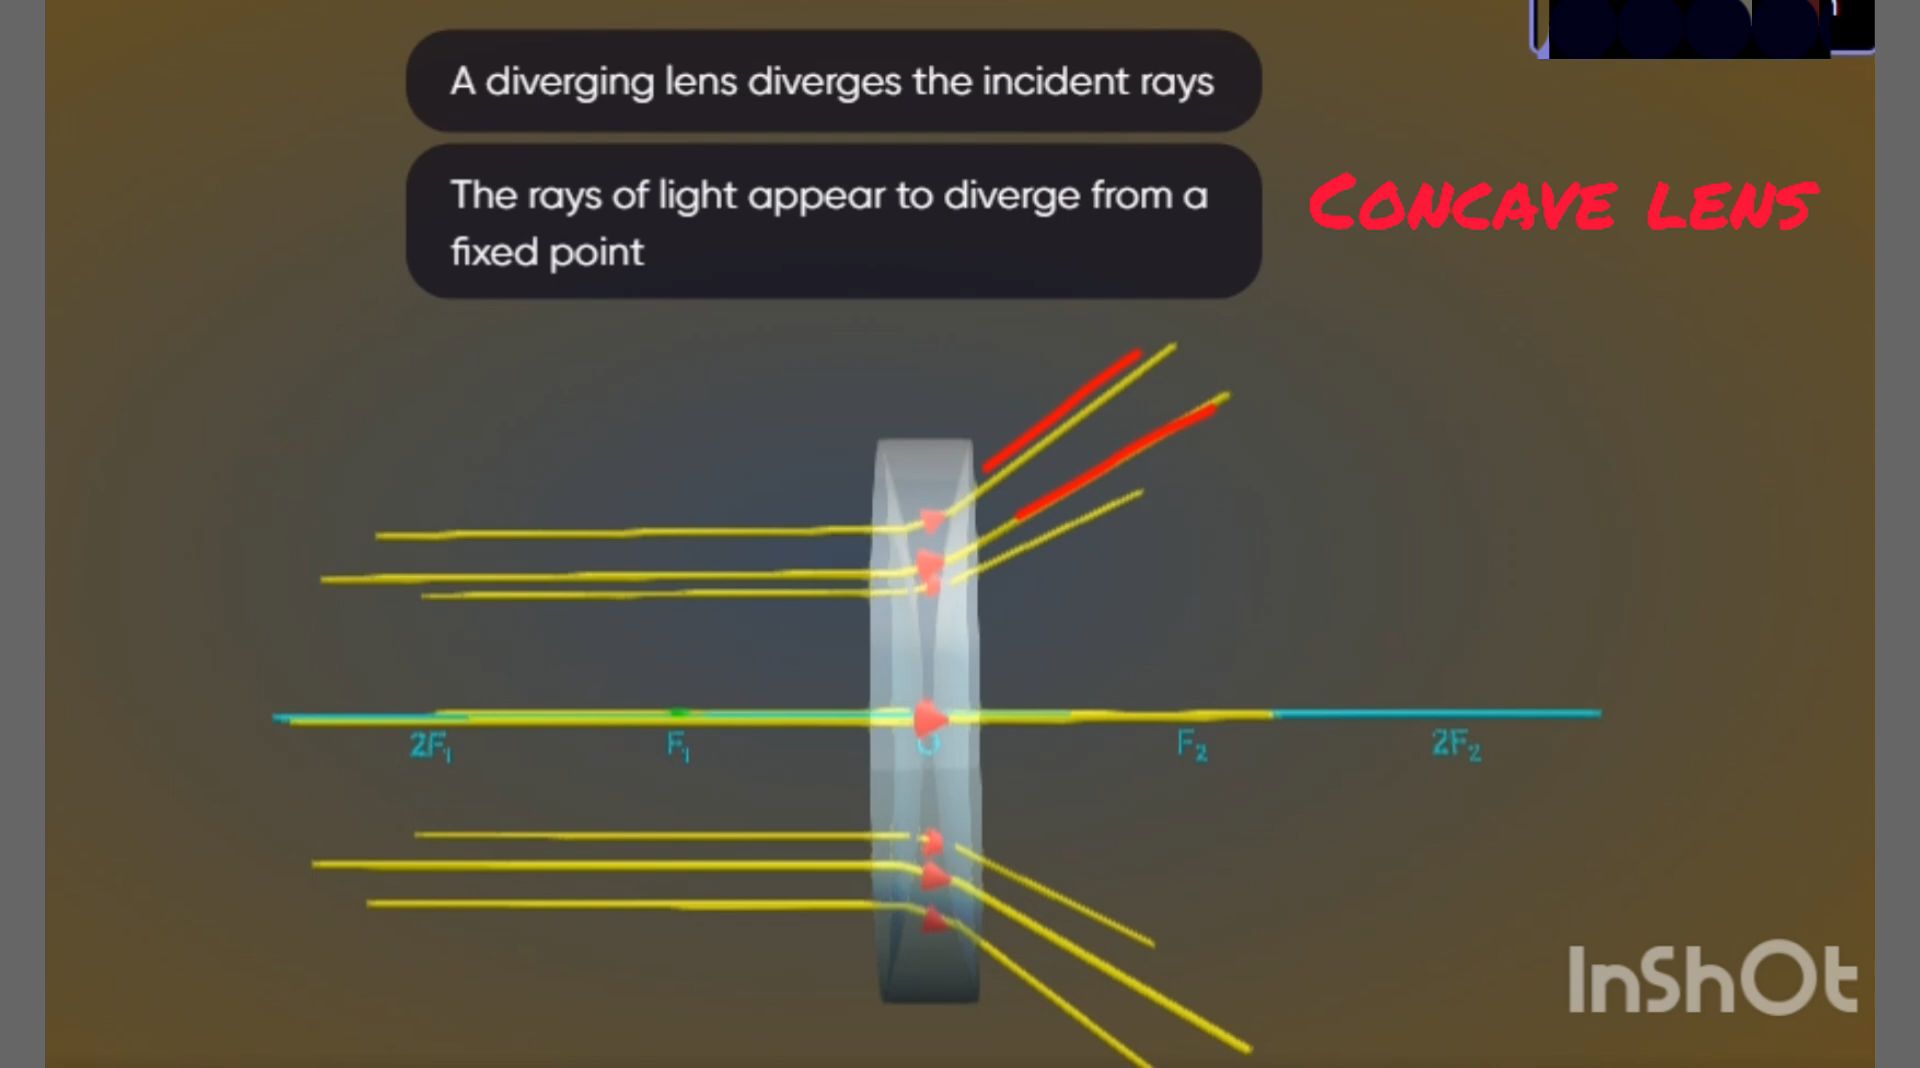 A diverging lens diverges the incident rays
The rays of light appear to diverge from a
fixed point
CONCAVE LENS
2F₁ F₁ O F₂ 2F₂
InShOt